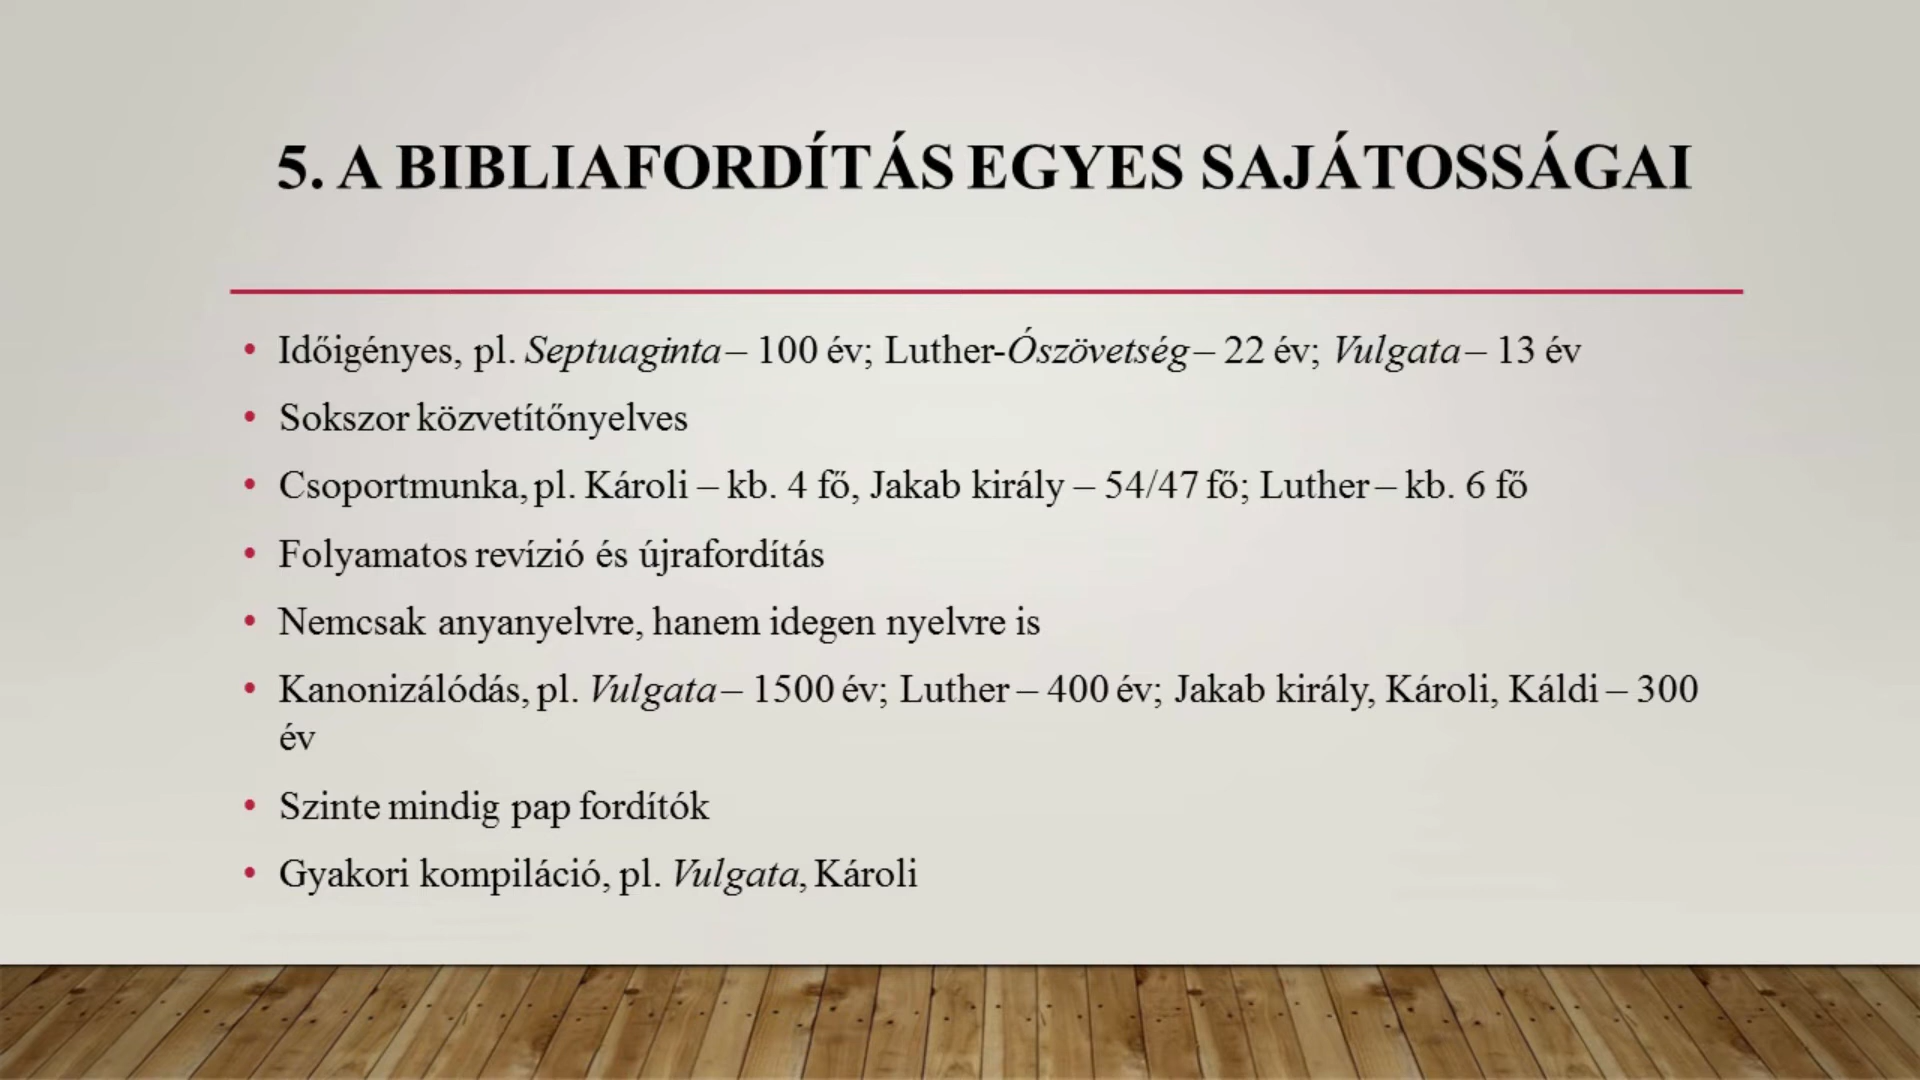 5. A BIBLIAFORDÍTÁS EGYES SAJÁTOSSÁGAI
• Időigényes, pl. Septuaginta – 100 év; Luther-Ószövetség – 22 év; Vulgata – 13 év
• Sokszor közvetítőnyelves
• Csoportmunka, pl. Károli – kb. 4 fő, Jakab király – 54/47 fő; Luther – kb. 6 fő
• Folyamatos revízió és újrafordítás
• Nemcsak anyanyelvre, hanem idegen nyelvre is
• Kanonizálódás, pl. Vulgata – 1500 év; Luther – 400 év; Jakab király, Károli, Káldi – 300
év
• Szinte mindig pap fordítók
• Gyakori kompiláció, pl. Vulgata, Károli